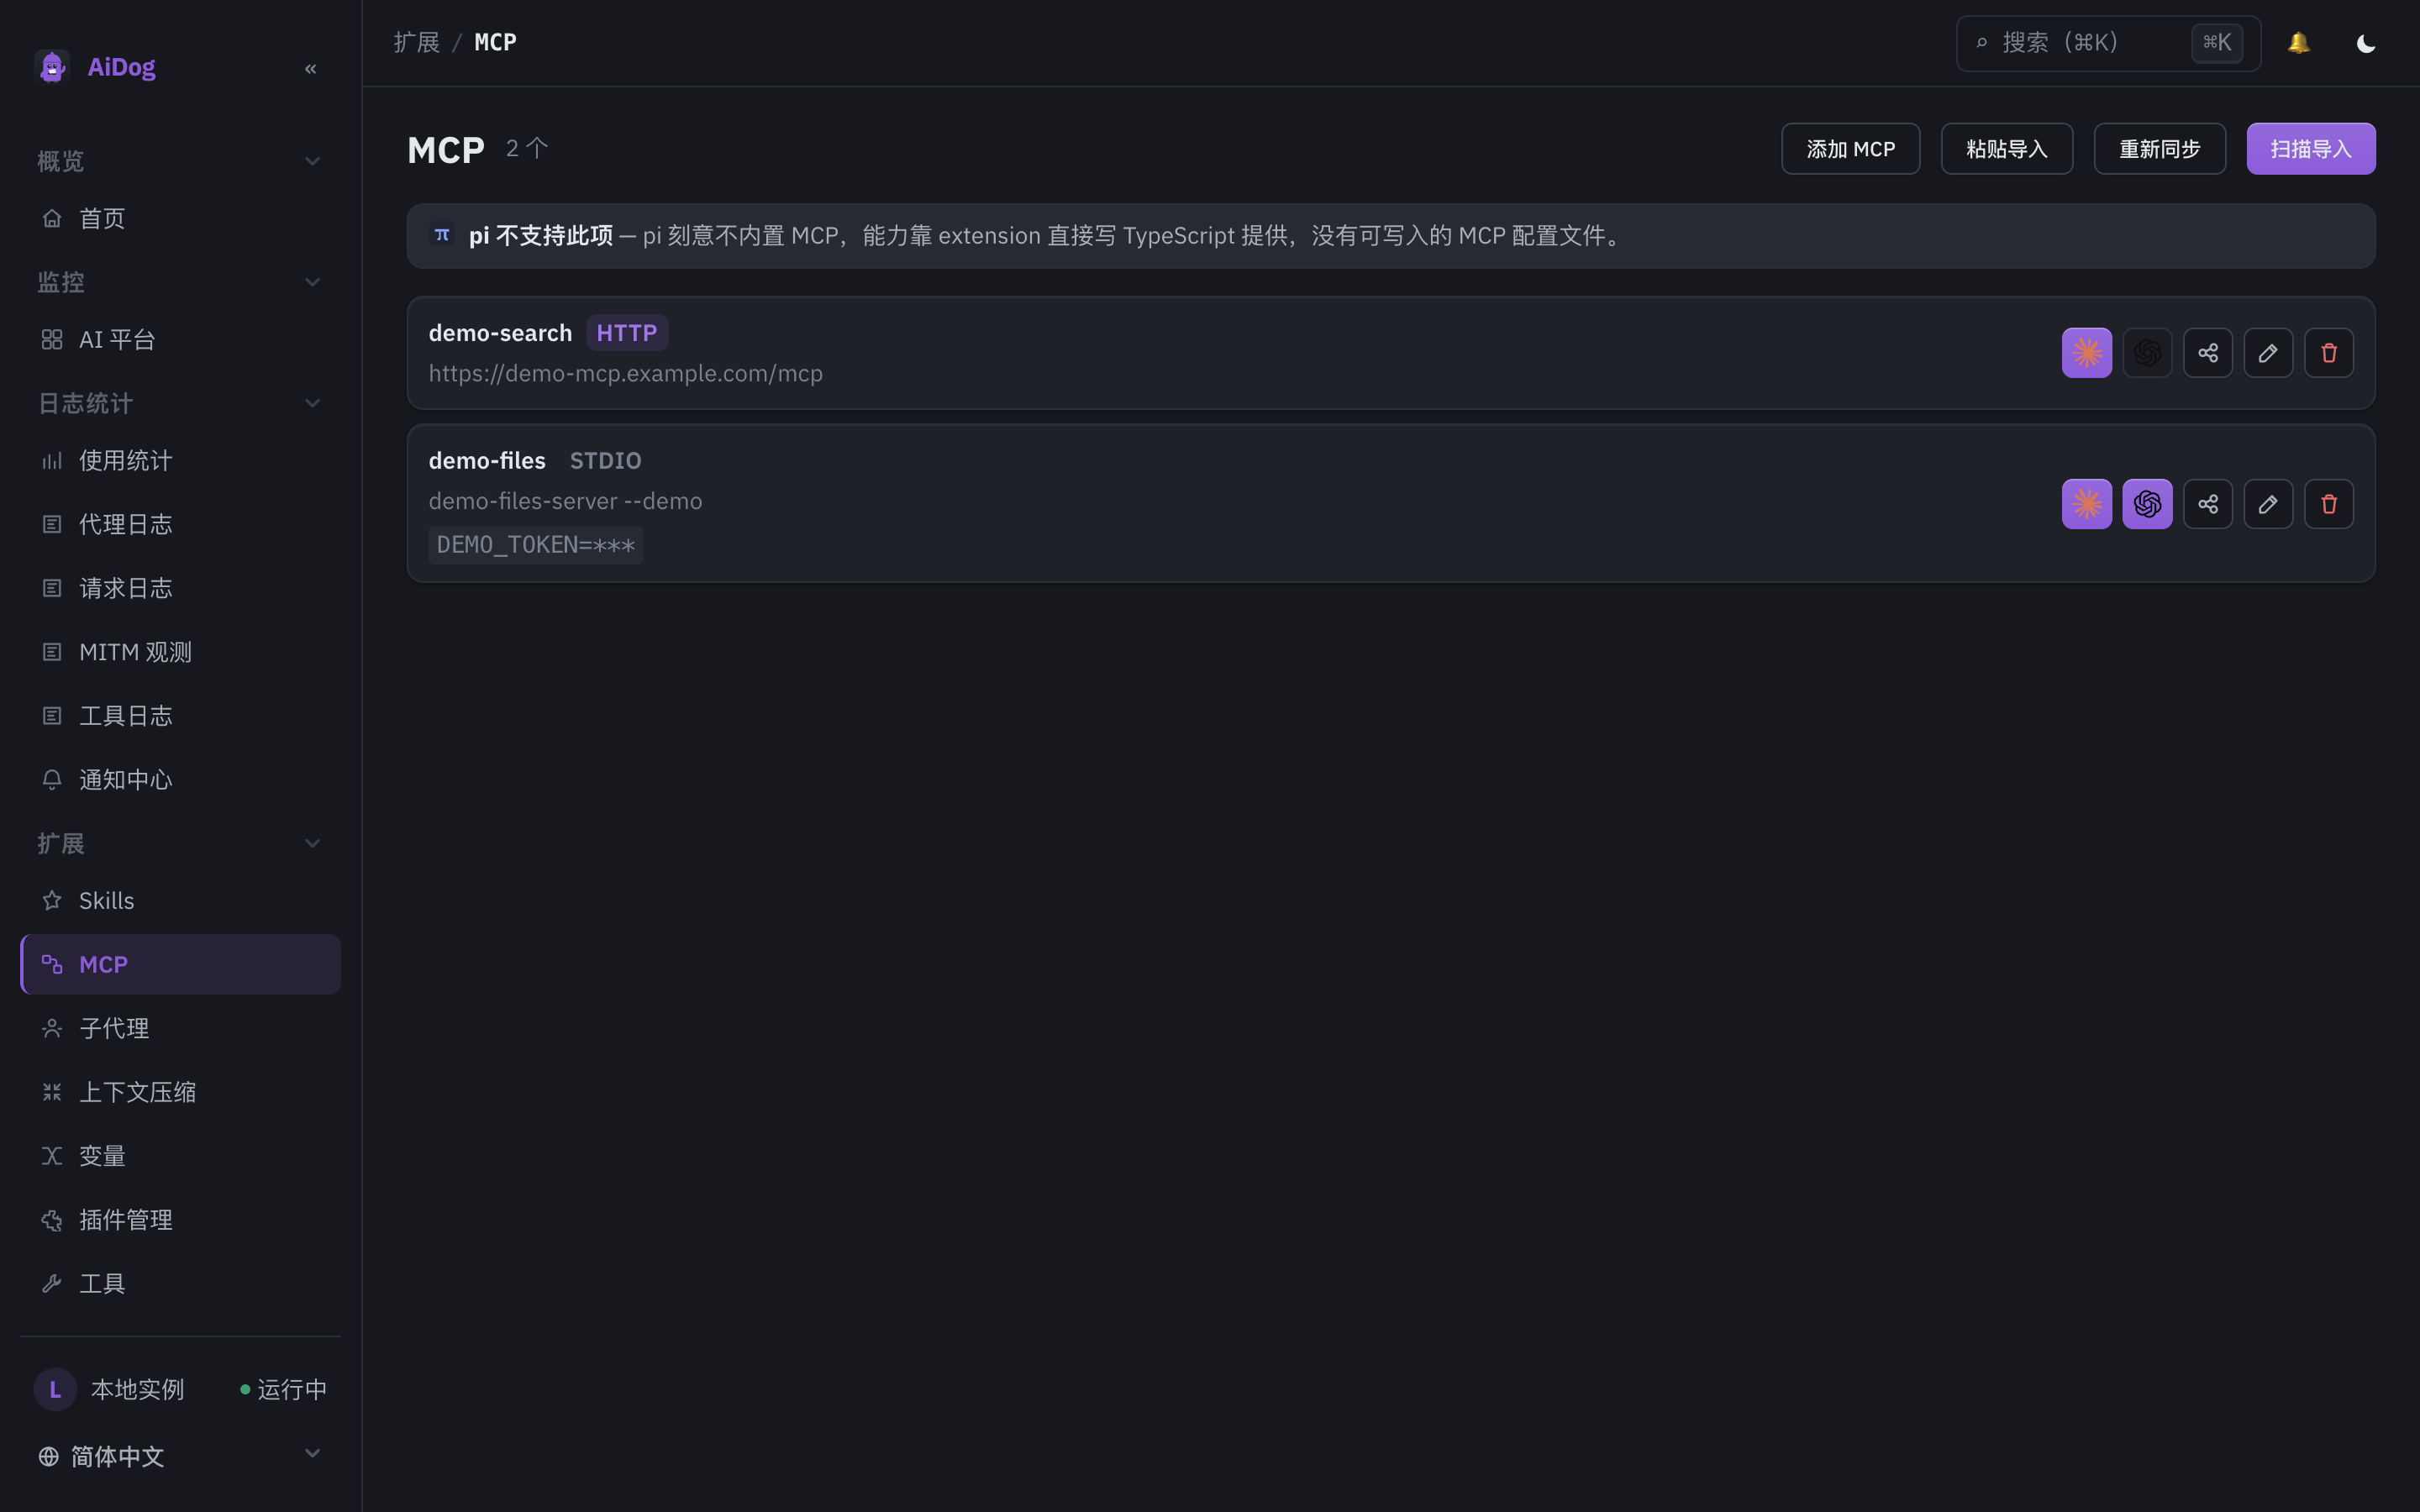 AiDog
«
概览
首页
监控
AI 平台
日志统计
使用统计
代理日志
请求日志
MITM 观测
工具日志
通知中心
扩展
Skills
MCP
子代理
上下文压缩
变量
插件管理
工具
L 本地实例 运行中
简体中文
扩展 / MCP
搜索（⌘K） ⌘K
MCP 2 个
添加 MCP 粘贴导入 重新同步 扫描导入
π pi 不支持此项 — pi 刻意不内置 MCP，能力靠 extension 直接写 TypeScript 提供，没有可写入的 MCP 配置文件。
demo-search HTTP
https://demo-mcp.example.com/mcp
demo-files STDIO
demo-files-server --demo
DEMO_TOKEN=***